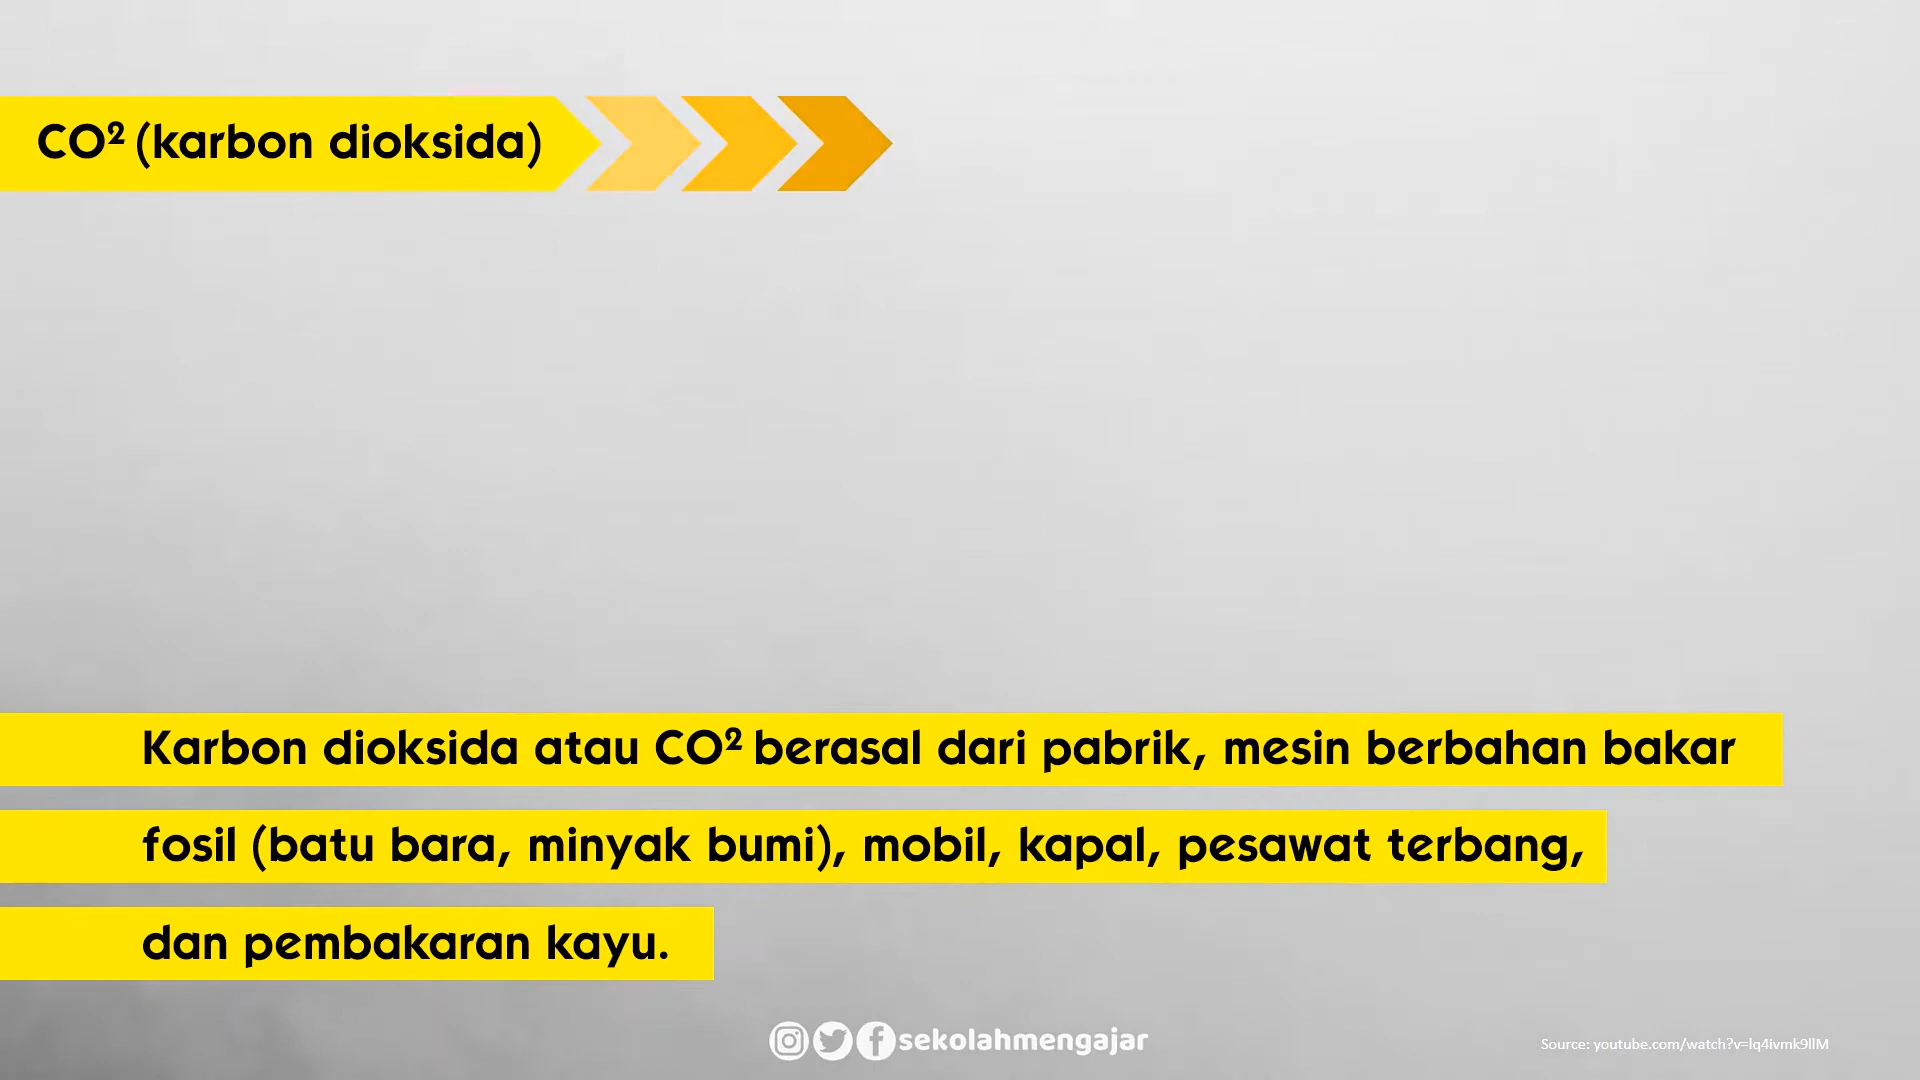 CO² (karbon dioksida)
Karbon dioksida atau CO² berasal dari pabrik, mesin berbahan bakar
fosil (batu bara, minyak bumi), mobil, kapal, pesawat terbang,
dan pembakaran kayu.
sekolahmengajar
Source: youtube.com/watch?v=lq4ivmk9llM